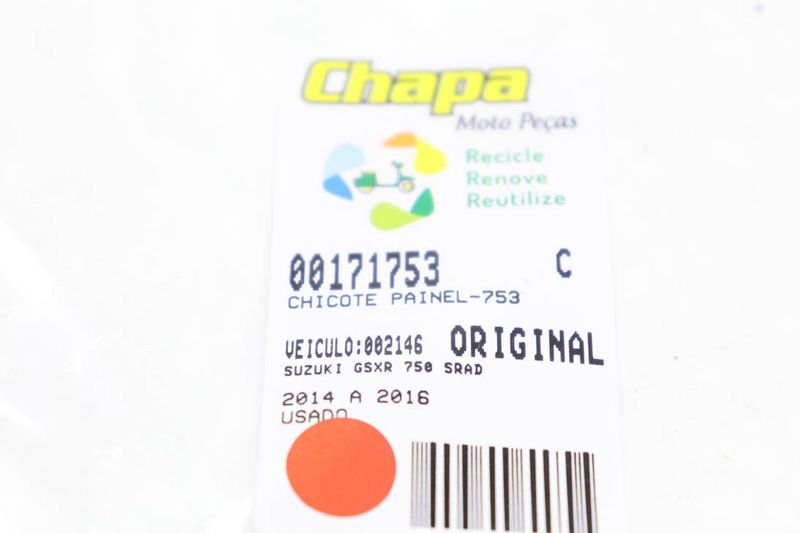 Chapa
Moto Peças
Recicle
Renove
Reutilize
00171753 C
CHICOTE PAINEL-753
VEICULO:002146 ORIGINAL
SUZUKI GSXR 750 SRAD
2014 A 2016
USADO